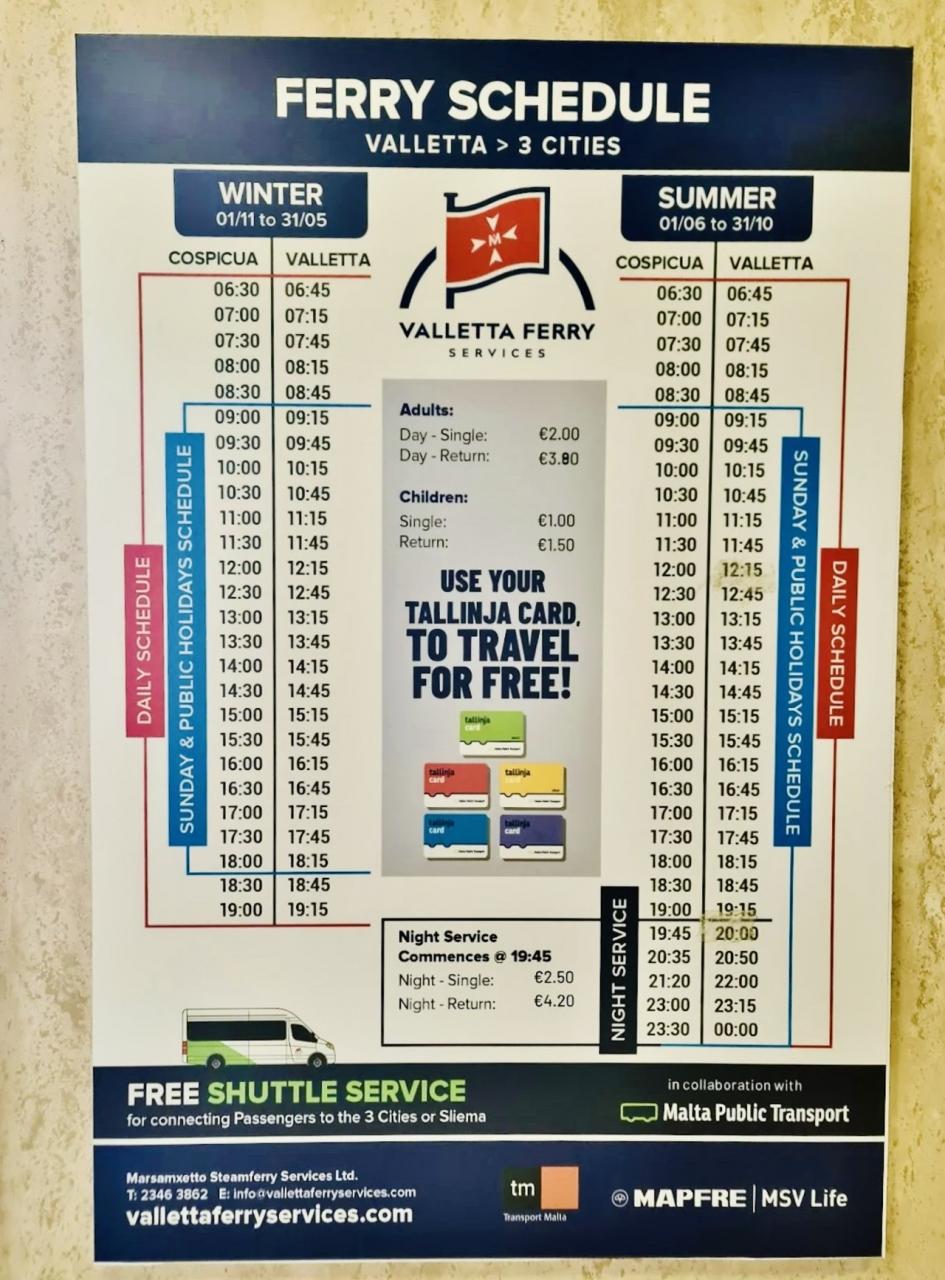 FERRY SCHEDULE
VALLETTA > 3 CITIES
WINTER
01/11 to 31/05
COSPICUA VALLETTA
06:30 06:45
07:00 07:15
07:30 07:45
08:00 08:15
08:30 08:45
09:00 09:15
09:30 09:45
10:00 10:15
10:30 10:45
11:00 11:15
11:30 11:45
12:00 12:15
12:30 12:45
13:00 13:15
13:30 13:45
14:00 14:15
14:30 14:45
15:00 15:15
15:30 15:45
16:00 16:15
16:30 16:45
17:00 17:15
17:30 17:45
18:00 18:15
18:30 18:45
19:00 19:15
DAILY SCHEDULE
SUNDAY & PUBLIC HOLIDAYS SCHEDULE
M
VALLETTA FERRY
SERVICES
Adults:
Day - Single: €2.00
Day - Return: €3.80
Children:
Single: €1.00
Return: €1.50
USE YOUR
TALLINJA CARD,
TO TRAVEL
FOR FREE!
tallinja
card
tallinja
card
tallinja
card
tallinja
card
tallinja
card
Night Service
Commences @ 19:45
Night - Single: €2.50
Night - Return: €4.20
SUMMER
01/06 to 31/10
COSPICUA VALLETTA
06:30 06:45
07:00 07:15
07:30 07:45
08:00 08:15
08:30 08:45
09:00 09:15
09:30 09:45
10:00 10:15
10:30 10:45
11:00 11:15
11:30 11:45
12:00 12:15
12:30 12:45
13:00 13:15
13:30 13:45
14:00 14:15
14:30 14:45
15:00 15:15
15:30 15:45
16:00 16:15
16:30 16:45
17:00 17:15
17:30 17:45
18:00 18:15
18:30 18:45
19:00 19:15
19:45 20:00
20:35 20:50
21:20 22:00
23:00 23:15
23:30 00:00
NIGHT SERVICE
SUNDAY & PUBLIC HOLIDAYS SCHEDULE
DAILY SCHEDULE
FREE SHUTTLE SERVICE
for connecting Passengers to the 3 Cities or Sliema
in collaboration with
Malta Public Transport
Marsamxetto Steamferry Services Ltd.
T: 2346 3862 E: info@vallettaferryservices.com
vallettaferryservices.com
tm
Transport Malta
MAPFRE | MSV Life